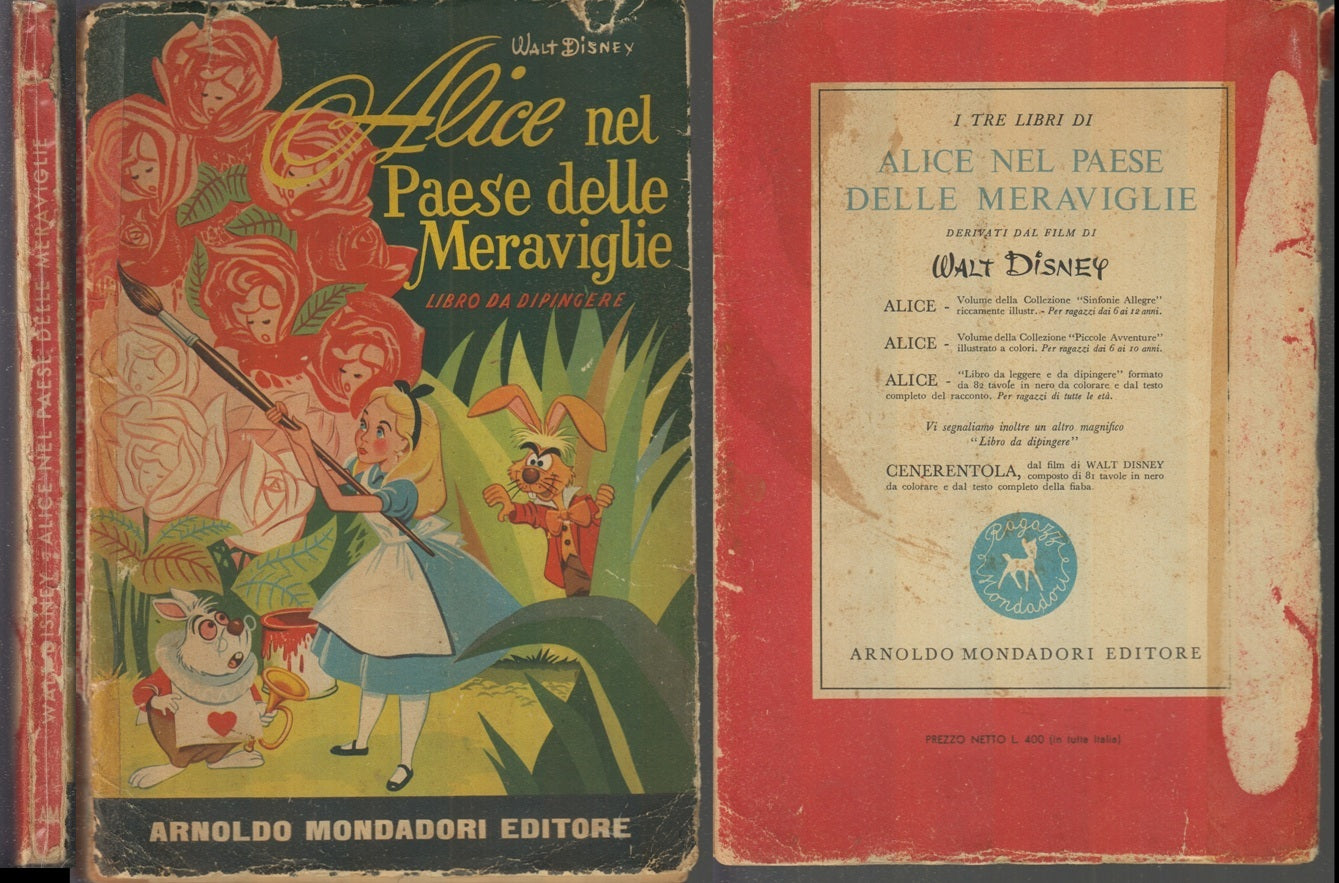 WALT DISNEY - ALICE NEL PAESE DELLE MERAVIGLIE
WALT DISNEY
Alice nel
Paese delle
Meraviglie
LIBRO DA DIPINGERE
ARNOLDO MONDADORI EDITORE
I TRE LIBRI DI
ALICE NEL PAESE
DELLE MERAVIGLIE
DERIVATI DAL FILM DI
WALT DISNEY
ALICE - Volume della Collezione "Sinfonie Allegre"
riccamente illustr. - Per ragazzi dai 6 ai 12 anni.
ALICE - Volume della Collezione "Piccole Avventure"
illustrato a colori. Per ragazzi dai 6 ai 10 anni.
ALICE - "Libro da leggere e da dipingere" formato
da 82 tavole in nero da colorare e dal testo
completo del racconto. Per ragazzi di tutte le età.
Vi segnaliamo inoltre un altro magnifico
"Libro da dipingere"
CENERENTOLA, dal film di WALT DISNEY
composto di 81 tavole in nero
da colorare e dal testo completo della fiaba.
Ragazzi
Mondadori
ARNOLDO MONDADORI EDITORE
PREZZO NETTO L. 400 (in tutta Italia)